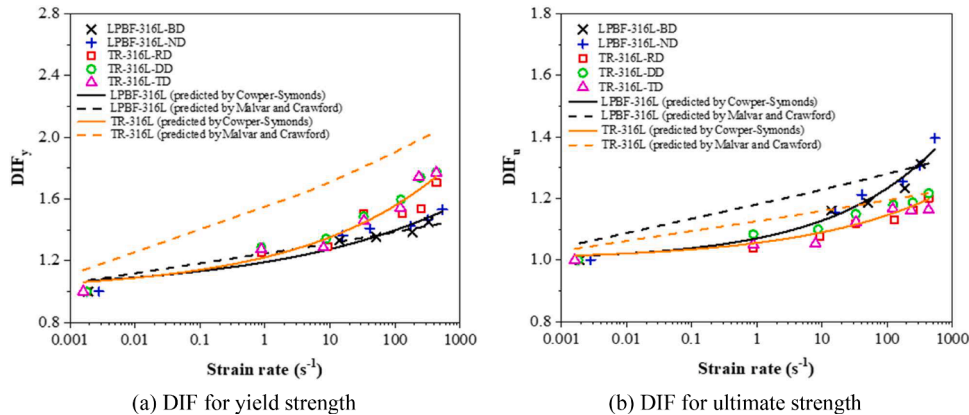 2.8
2.4
2.0
1.6
1.2
0.8
DIFy
LPBF-316L-BD
LPBF-316L-ND
TR-316L-RD
TR-316L-DD
TR-316L-TD
LPBF-316L (predicted by Cowper-Symonds)
LPBF-316L (predicted by Malvar and Crawford)
TR-316L (predicted by Cowper-Symonds)
TR-316L (predicted by Malvar and Crawford)
0.001 0.01 0.1 1 10 100 1000
Strain rate (s⁻¹)
(a) DIF for yield strength
1.8
1.6
1.4
1.2
1.0
0.8
DIFu
LPBF-316L-BD
LPBF-316L-ND
TR-316L-RD
TR-316L-DD
TR-316L-TD
LPBF-316L (predicted by Cowper-Symonds)
LPBF-316L (predicted by Malvar and Crawford)
TR-316L (predicted by Cowper-Symonds)
TR-316L (predicted by Malvar and Crawford)
0.001 0.01 0.1 1 10 100 1000
Strain rate (s⁻¹)
(b) DIF for ultimate strength